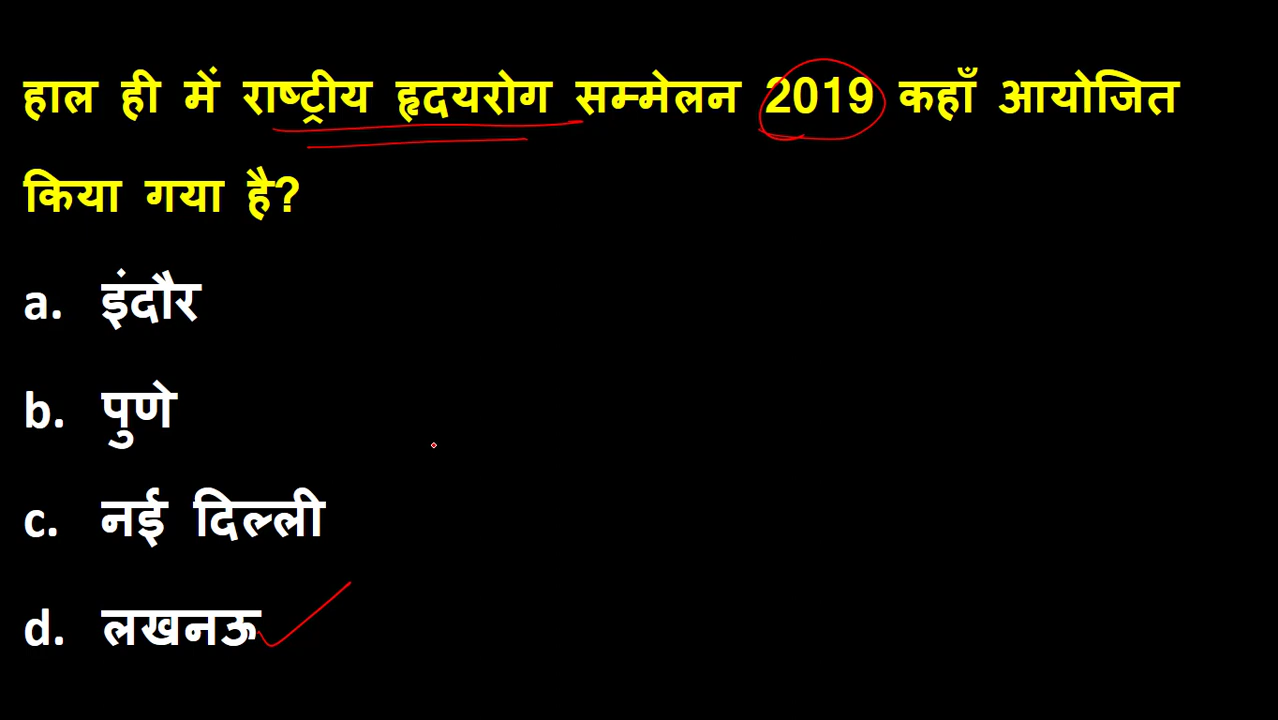 हाल ही में राष्ट्रीय हृदयरोग सम्मेलन 2019 कहाँ आयोजित
किया गया है?
a. इंदौर
b. पुणे
c. नई दिल्ली
d. लखनऊ